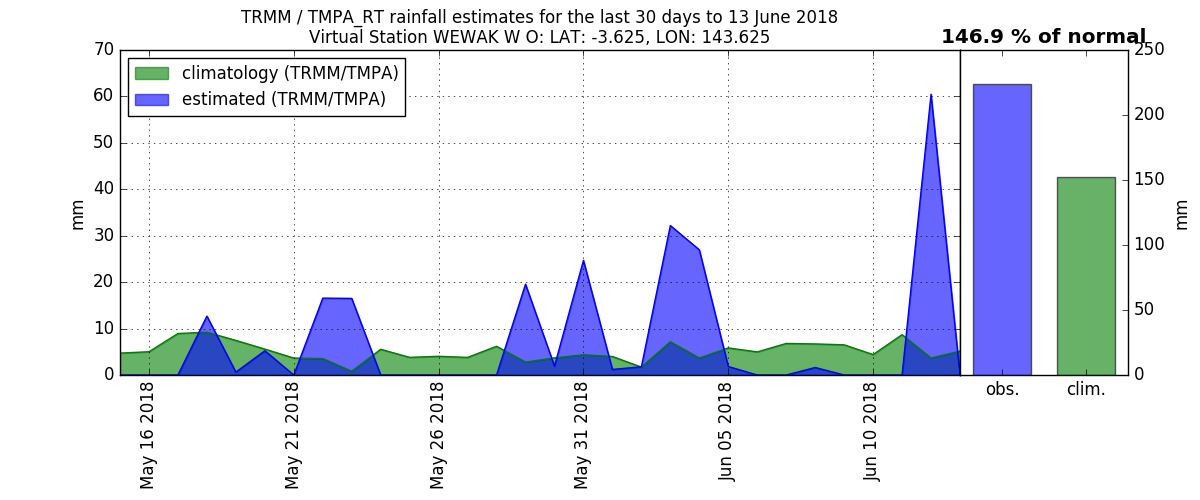 TRMM / TMPA_RT rainfall estimates for the last 30 days to 13 June 2018
Virtual Station WEWAK W O: LAT: -3.625, LON: 143.625
146.9 % of normal
climatology (TRMM/TMPA)
estimated (TRMM/TMPA)
mm
70
60
50
40
30
20
10
0
May 16 2018
May 21 2018
May 26 2018
May 31 2018
Jun 05 2018
Jun 10 2018
obs.
clim.
250
200
150
100
50
0
mm